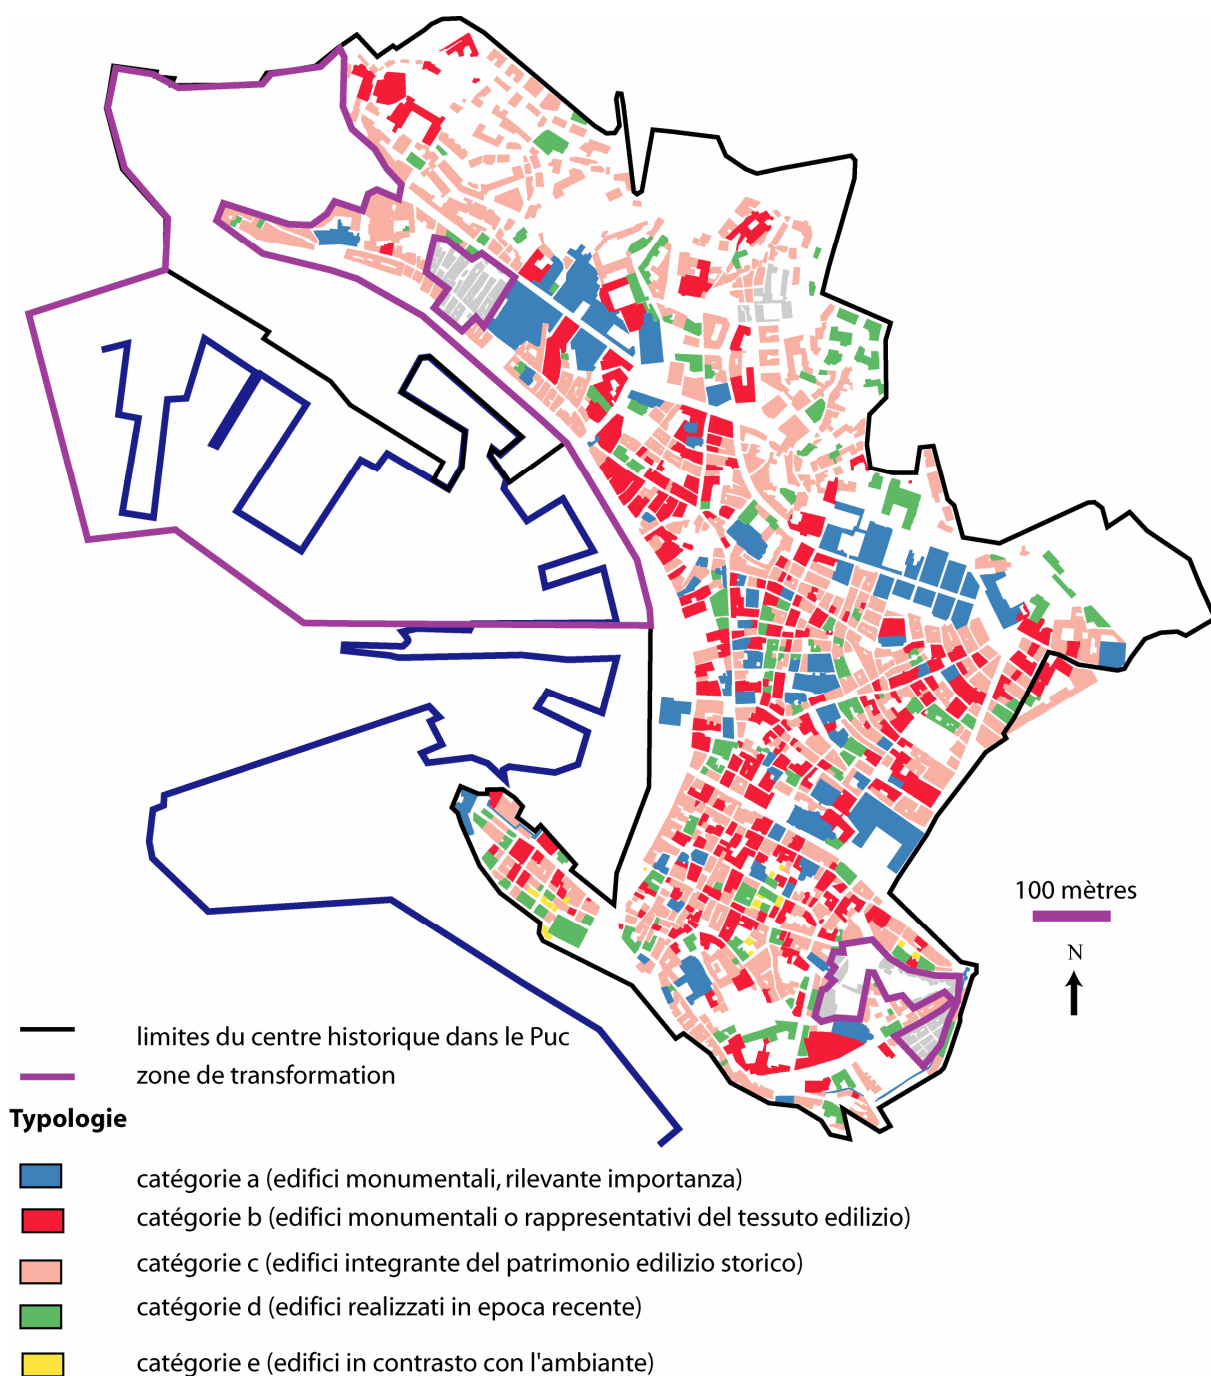 100 mètres
N
limites du centre historique dans le Puc
zone de transformation
Typologie
catégorie a (edifici monumentali, rilevante importanza)
catégorie b (edifici monumentali o rappresentativi del tessuto edilizio)
catégorie c (edifici integrante del patrimonio edilizio storico)
catégorie d (edifici realizzati in epoca recente)
catégorie e (edifici in contrasto con l'ambiante)